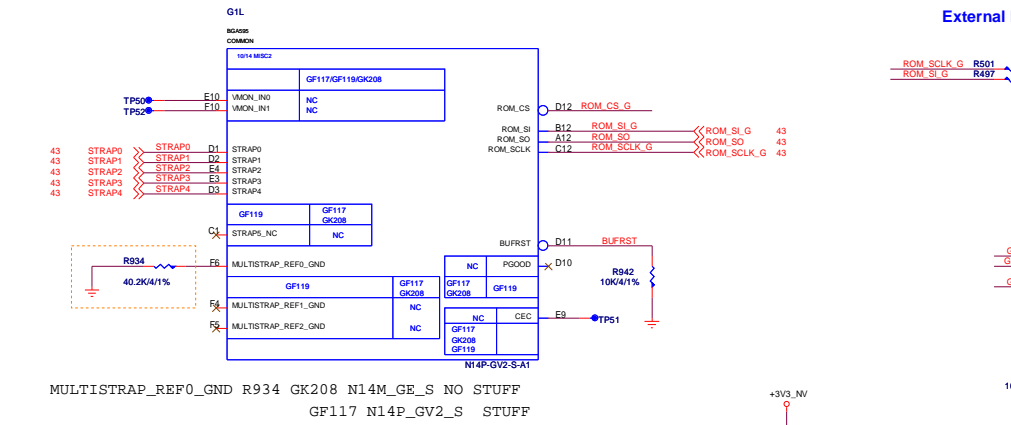 G1L
External
BGA595
COMMON
10/14 MISC2
GF117/GF119/GK208
ROM_SCLK_G R501
ROM_SI_G R497
TP50 E10 VMON_IN0 NC
TP52 F10 VMON_IN1 NC
ROM_CS D12 ROM_CS_G
ROM_SI B12 ROM_SI_G ROM_SI_G 43
ROM_SO A12 ROM_SO ROM_SO 43
ROM_SCLK C12 ROM_SCLK_G ROM_SCLK_G 43
43 STRAP0 STRAP0 D1 STRAP0
43 STRAP1 STRAP1 D2 STRAP1
43 STRAP2 STRAP2 E4 STRAP2
43 STRAP3 STRAP3 E3 STRAP3
43 STRAP4 STRAP4 D3 STRAP4
GF119 GF117
GK208
C1 STRAP5_NC NC
BUFRST D11 BUFRST
R934 F6 MULTISTRAP_REF0_GND
40.2K/4/1%
NC PGOOD D10
R942
10K/4/1%
GF119 GF117
GK208
GF117
GK208 GF119
F4 MULTISTRAP_REF1_GND NC
F5 MULTISTRAP_REF2_GND NC
NC CEC E9 TP51
GF117
GK208
GF119
N14P-GV2-S-A1
MULTISTRAP_REF0_GND R934 GK208 N14M_GE_S NO STUFF
GF117 N14P_GV2_S STUFF
+3V3_NV